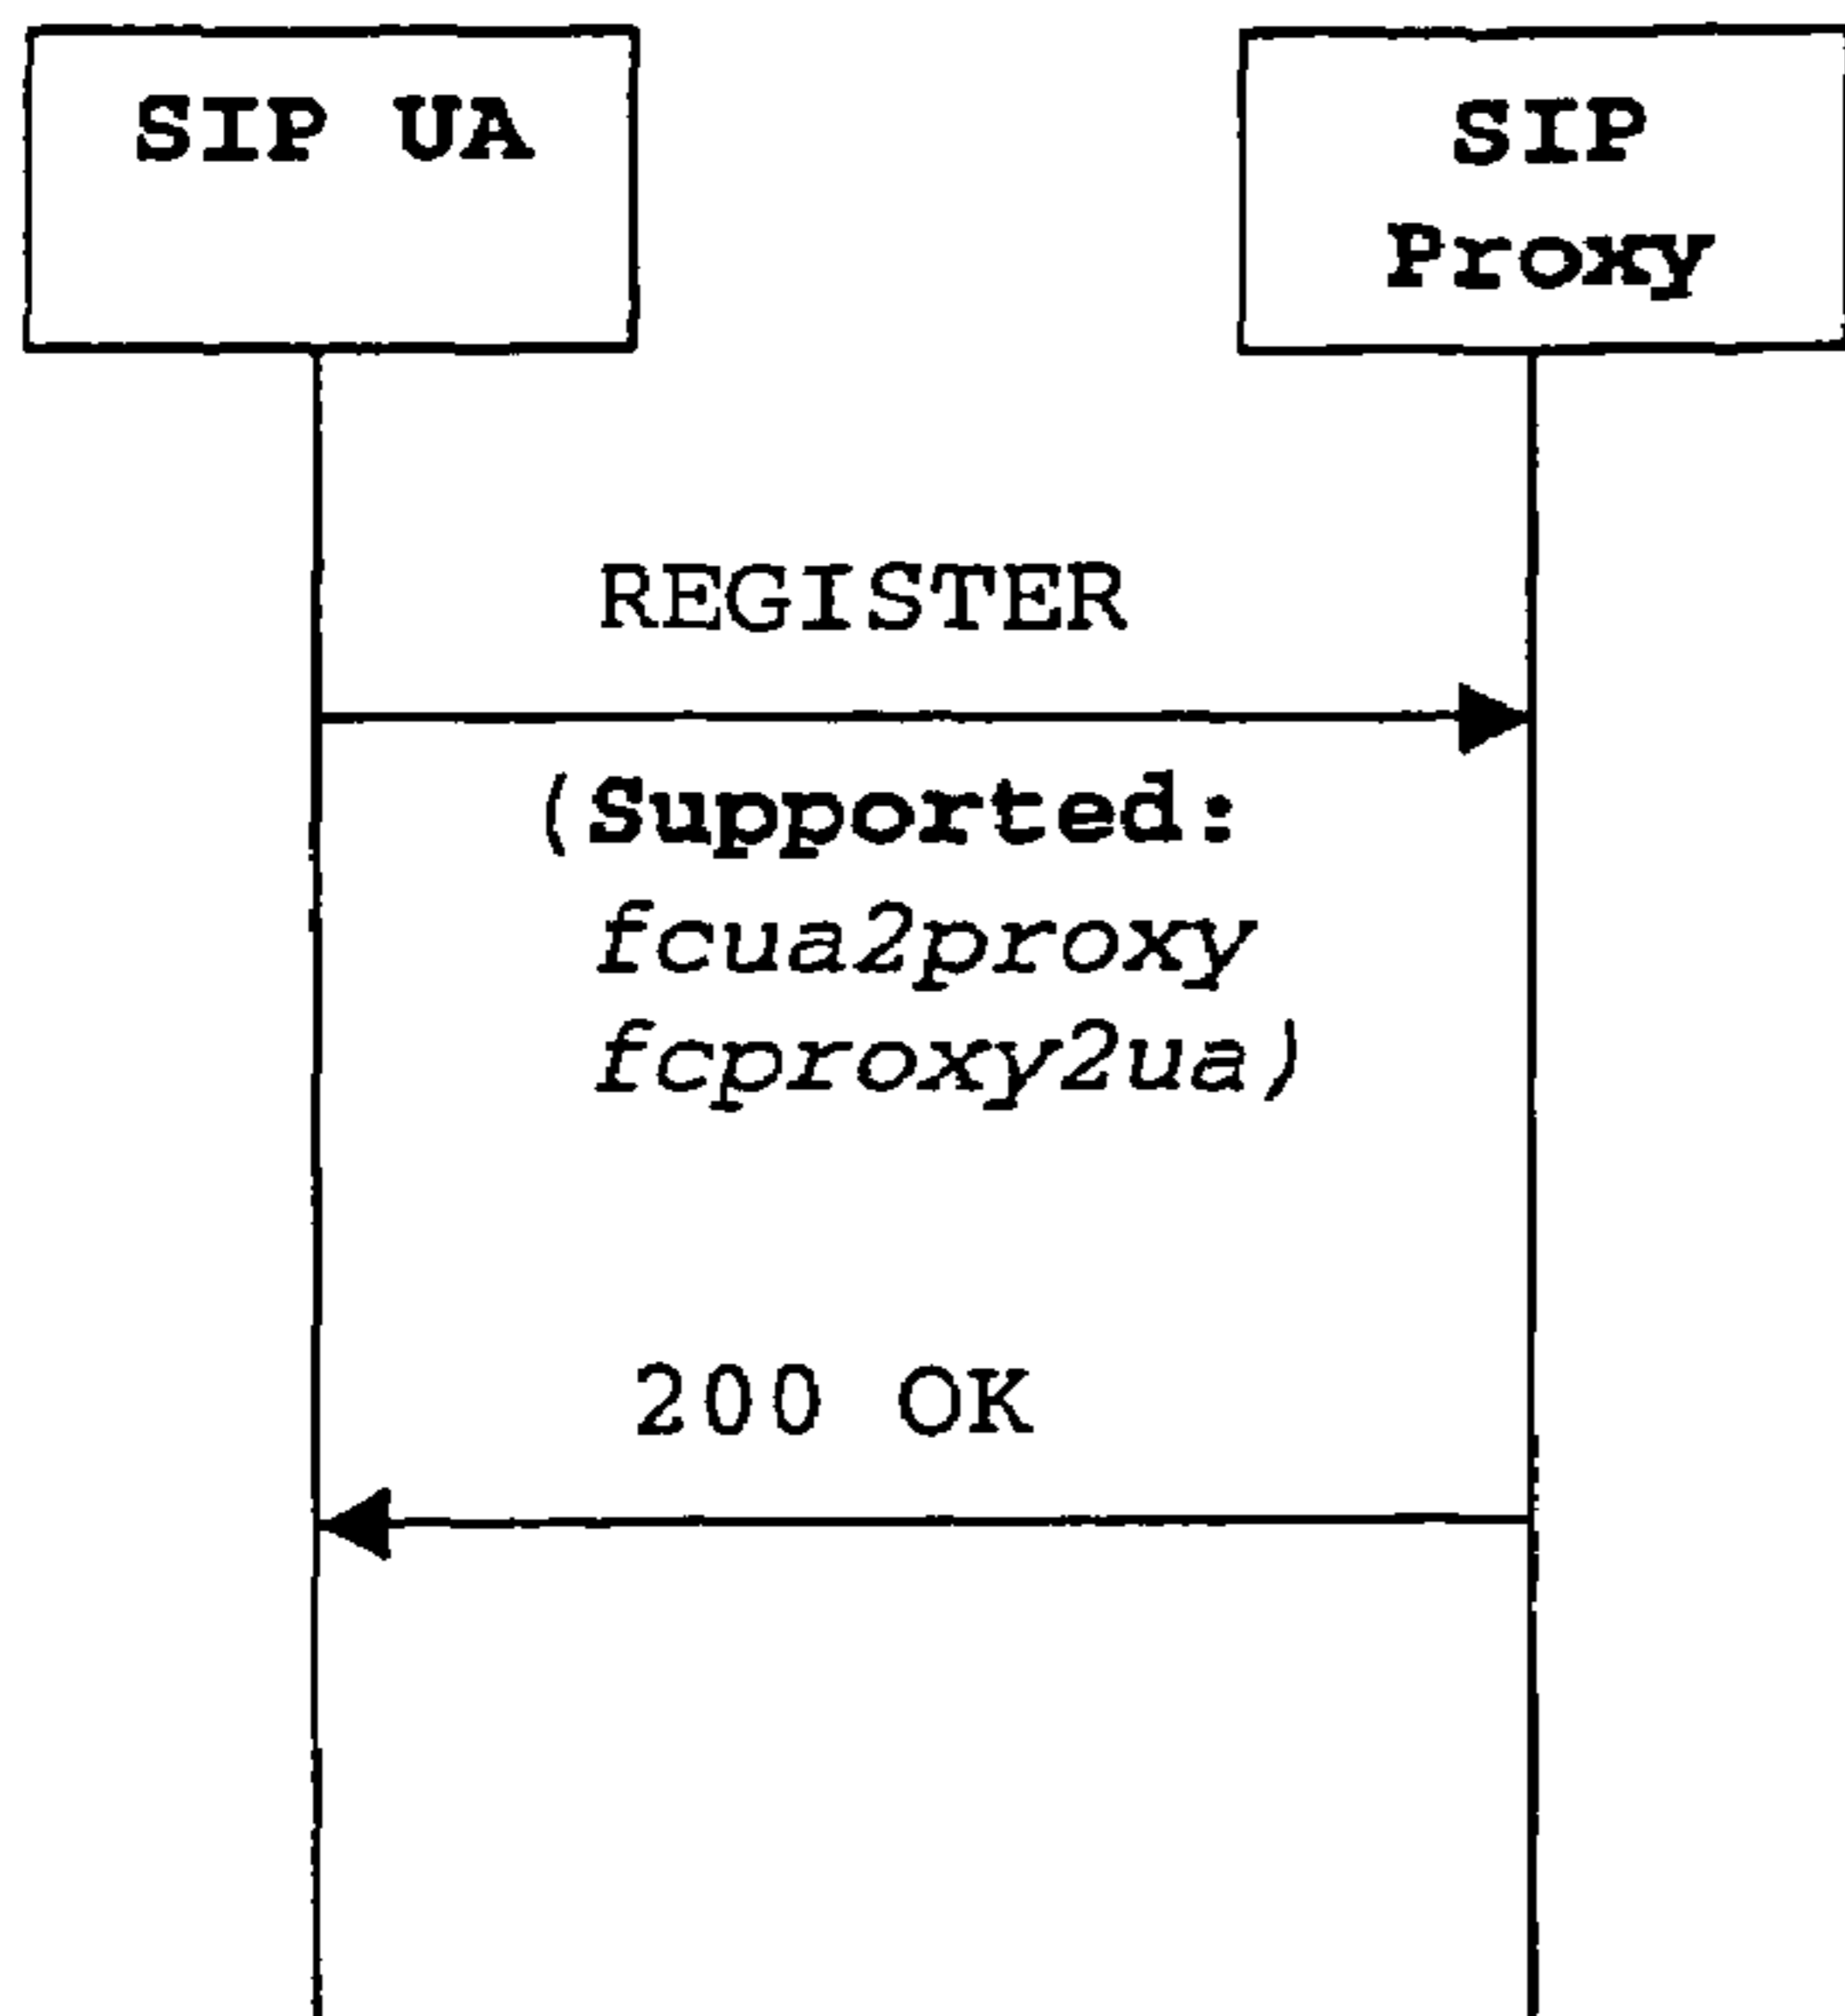 SIP UA
SIP
Proxy
REGISTER
(Supported:
fcua2proxy
fcproxy2ua)
200 OK